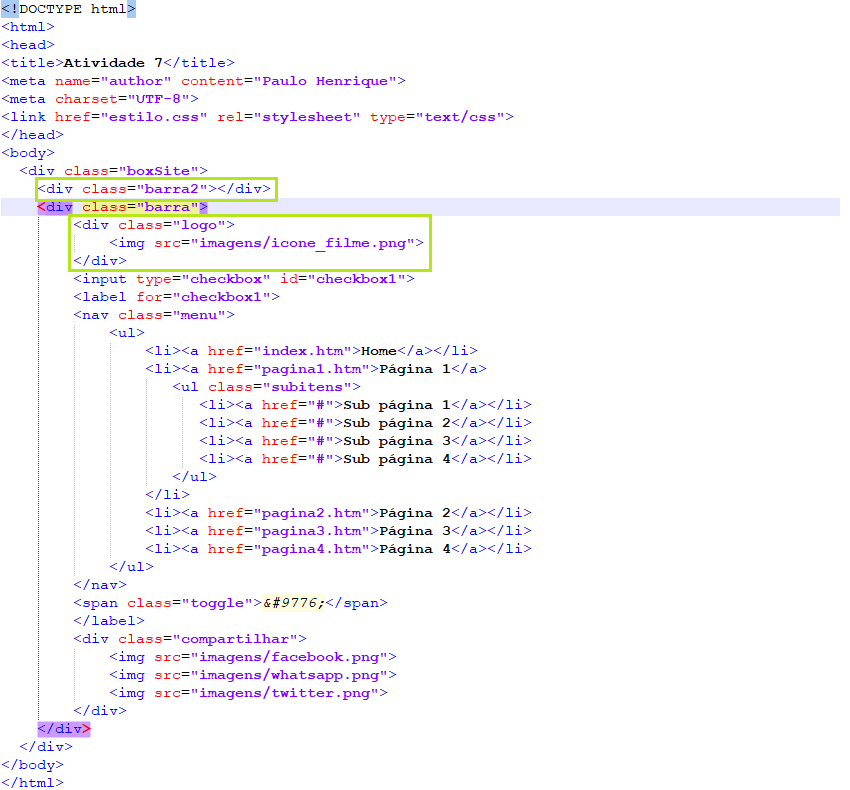 <!DOCTYPE html>
<html>
<head>
<title>Atividade 7</title>
<meta name="author" content="Paulo Henrique">
<meta charset="UTF-8">
<link href="estilo.css" rel="stylesheet" type="text/css">
</head>
<body>
<div class="boxSite">
<div class="barra2"></div>
<div class="barra">
<div class="logo">
<img src="imagens/icone_filme.png">
</div>
<input type="checkbox" id="checkbox1">
<label for="checkbox1">
<nav class="menu">
<ul>
<li><a href="index.htm">Home</a></li>
<li><a href="pagina1.htm">Página 1</a>
<ul class="subitens">
<li><a href="#">Sub página 1</a></li>
<li><a href="#">Sub página 2</a></li>
<li><a href="#">Sub página 3</a></li>
<li><a href="#">Sub página 4</a></li>
</ul>
</li>
<li><a href="pagina2.htm">Página 2</a></li>
<li><a href="pagina3.htm">Página 3</a></li>
<li><a href="pagina4.htm">Página 4</a></li>
</ul>
</nav>
<span class="toggle">&#9776;</span>
</label>
<div class="compartilhar">
<img src="imagens/facebook.png">
<img src="imagens/whatsapp.png">
<img src="imagens/twitter.png">
</div>
</div>
</div>
</body>
</html>